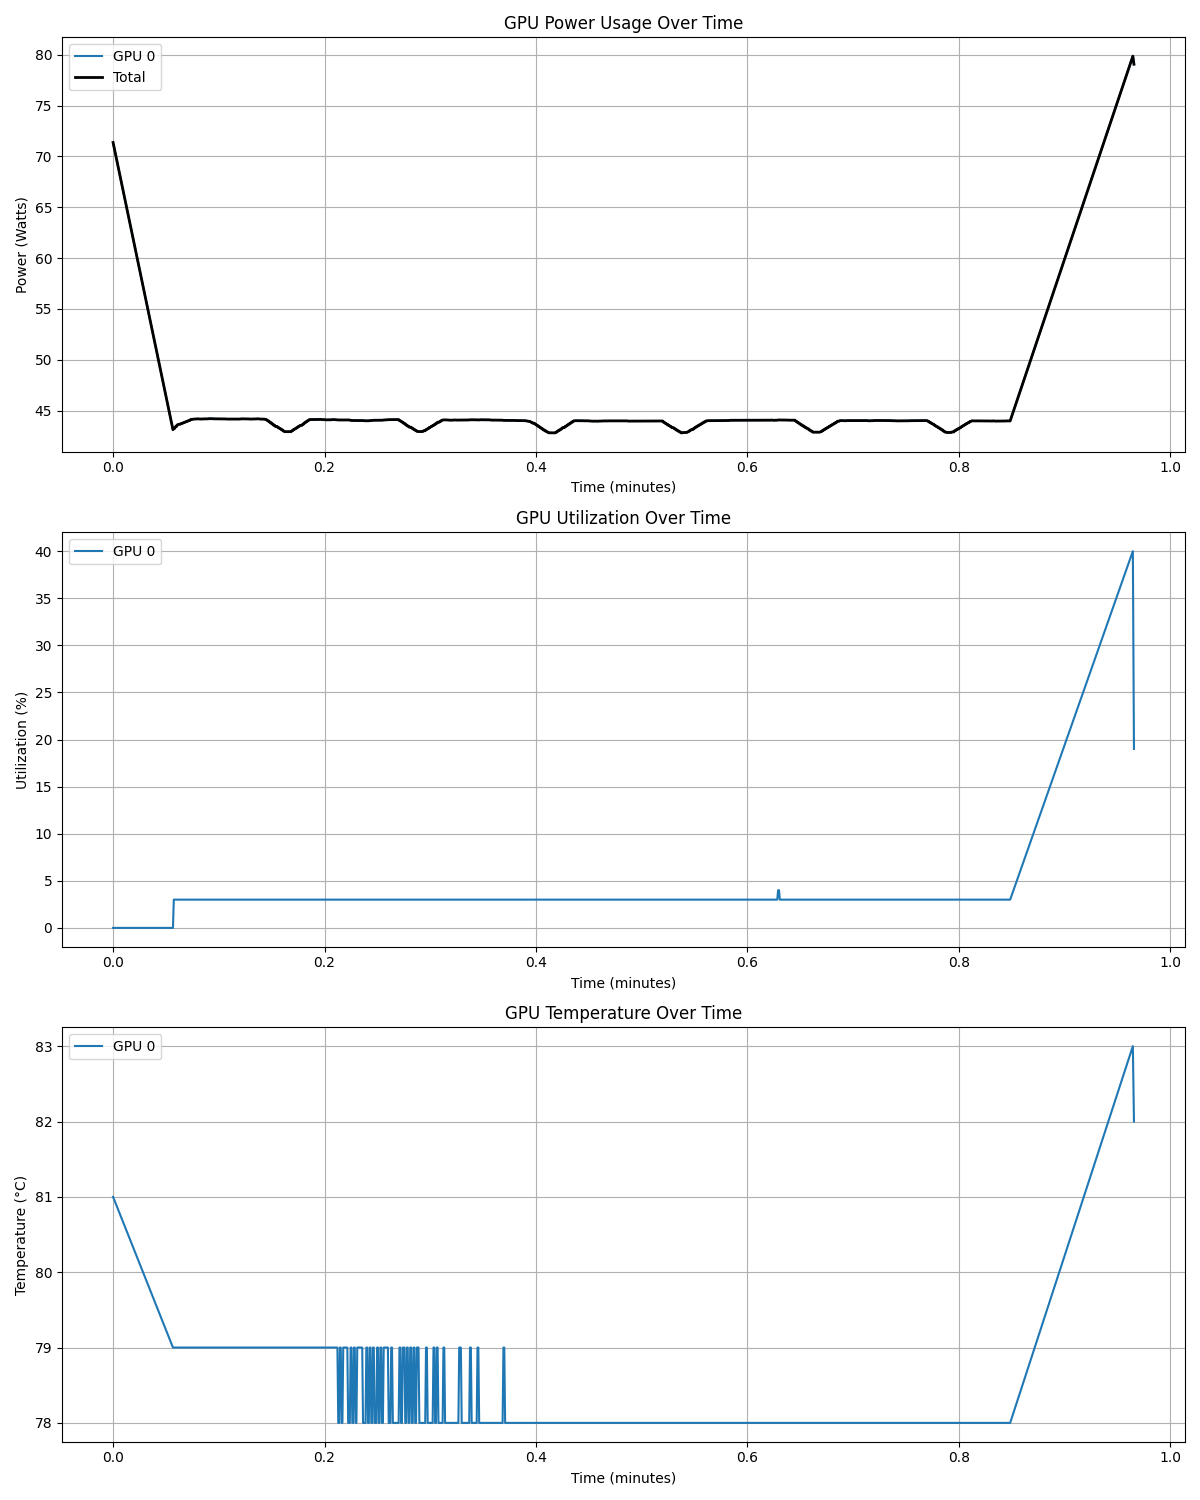 GPU Power Usage Over Time
GPU 0
Total
80
75
70
65
60
55
50
45
Power (Watts)
0.0 0.2 0.4 0.6 0.8 1.0
Time (minutes)
GPU Utilization Over Time
GPU 0
40
35
30
25
20
15
10
5
0
Utilization (%)
0.0 0.2 0.4 0.6 0.8 1.0
Time (minutes)
GPU Temperature Over Time
GPU 0
83
82
81
80
79
78
Temperature (°C)
0.0 0.2 0.4 0.6 0.8 1.0
Time (minutes)